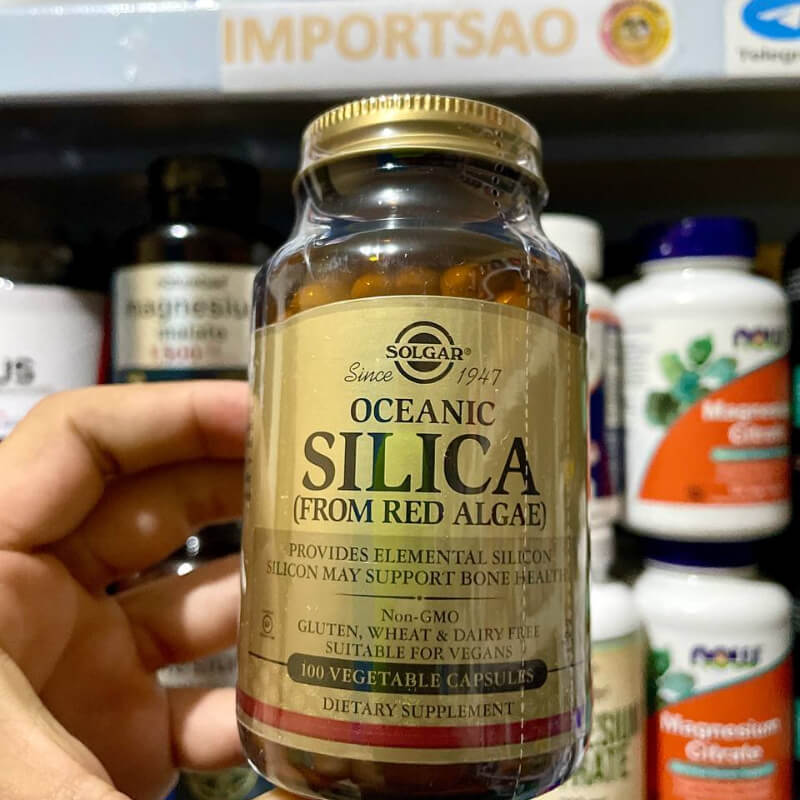 IMPORTSAO
SOLGAR®
Since 1947
OCEANIC
SILICA
(FROM RED ALGAE)
PROVIDES ELEMENTAL SILICON
SILICON MAY SUPPORT BONE HEALTH
Non-GMO
GLUTEN, WHEAT & DAIRY FREE
SUITABLE FOR VEGANS
100 VEGETABLE CAPSULES
DIETARY SUPPLEMENT
US
magnesium
malate
now
Magnesium
Citrate
now
Magnesium
Citrate